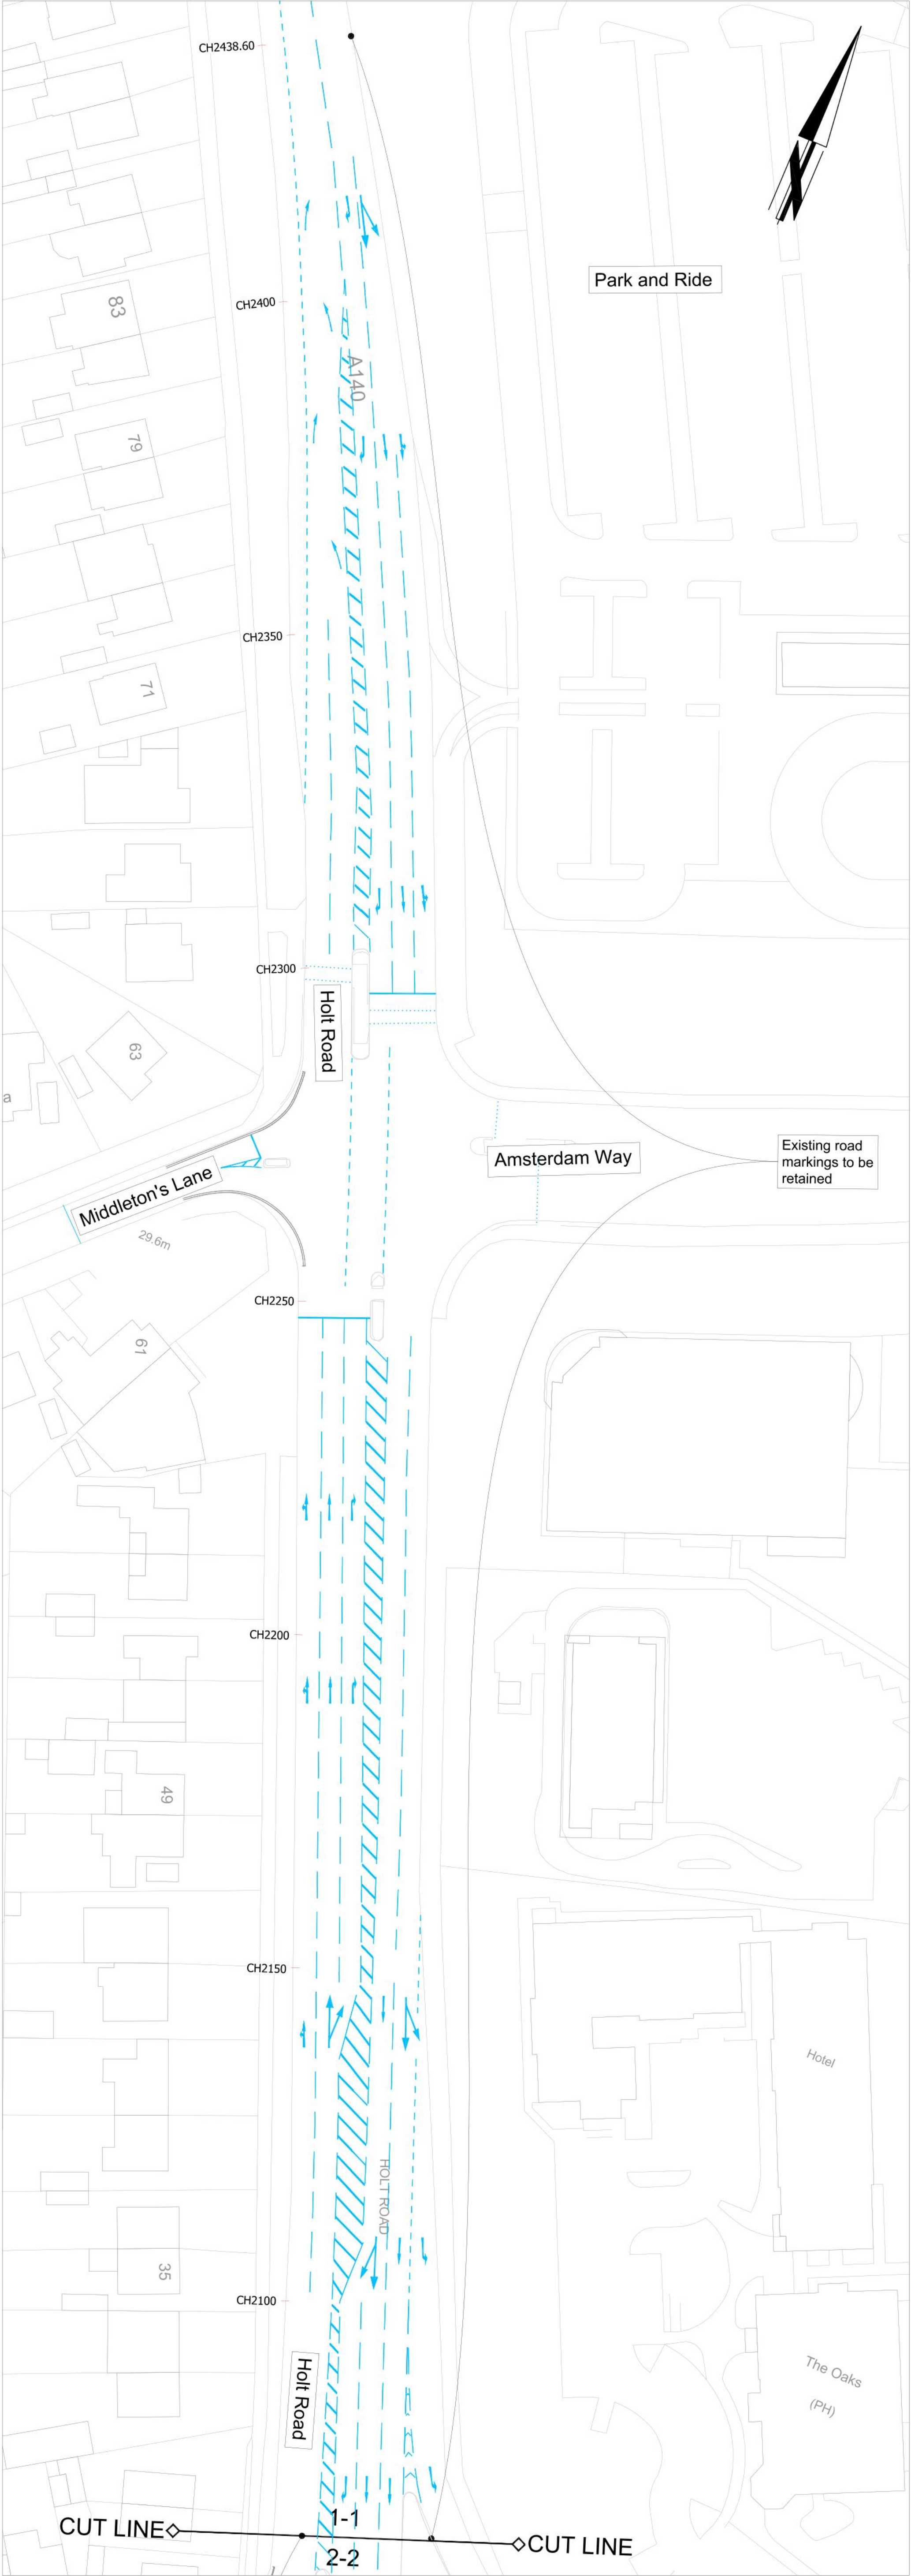 CH2438.60
N
Park and Ride
83
CH2400
A140
79
CH2350
71
CH2300
Holt Road
63
a
Existing road
markings to be
retained
Amsterdam Way
Middleton's Lane
29.6m
CH2250
61
CH2200
49
CH2150
Hotel
HOLT ROAD
35
CH2100
The Oaks
(PH)
Holt Road
1-1
CUT LINE
CUT LINE
2-2